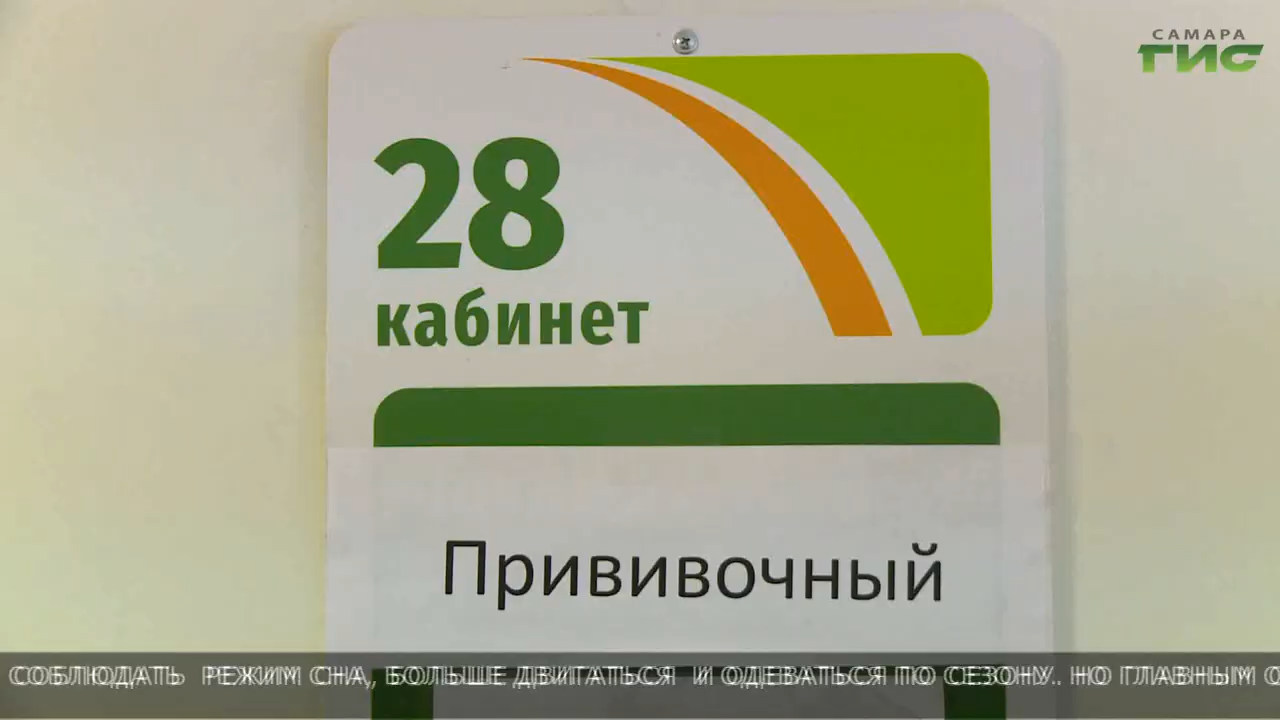 САМАРА
ГИС
28
кабинет
Прививочный
СОБЛЮДАТЬ РЕЖИМ СНА, БОЛЬШЕ ДВИГАТЬСЯ И ОДЕВАТЬСЯ ПО СЕЗОНУ. НО ГЛАВНЫМ О